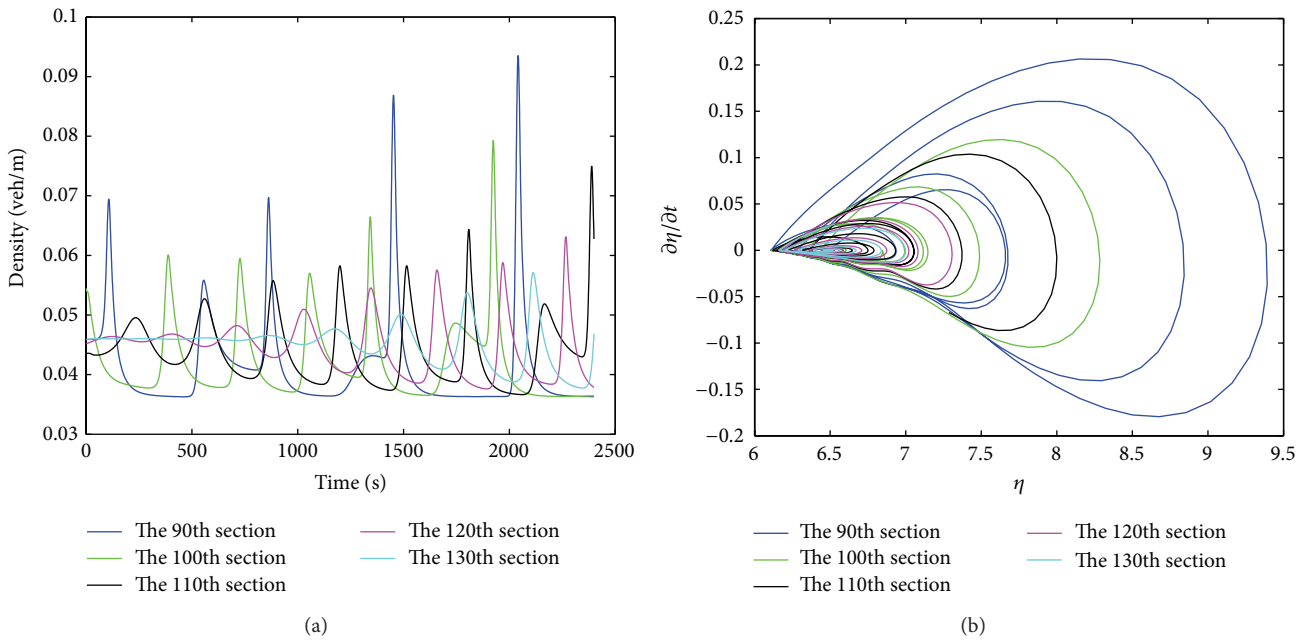 0.1
0.09
0.08
0.07
0.06
0.05
0.04
0.03
Density (veh/m)
0 500 1000 1500 2000 2500
Time (s)
The 90th section
The 100th section
The 110th section
The 120th section
The 130th section
(a)
0.25
0.2
0.15
0.1
0.05
0
−0.05
−0.1
−0.15
−0.2
∂η/∂t
6 6.5 7 7.5 8 8.5 9 9.5
η
The 90th section
The 100th section
The 110th section
The 120th section
The 130th section
(b)